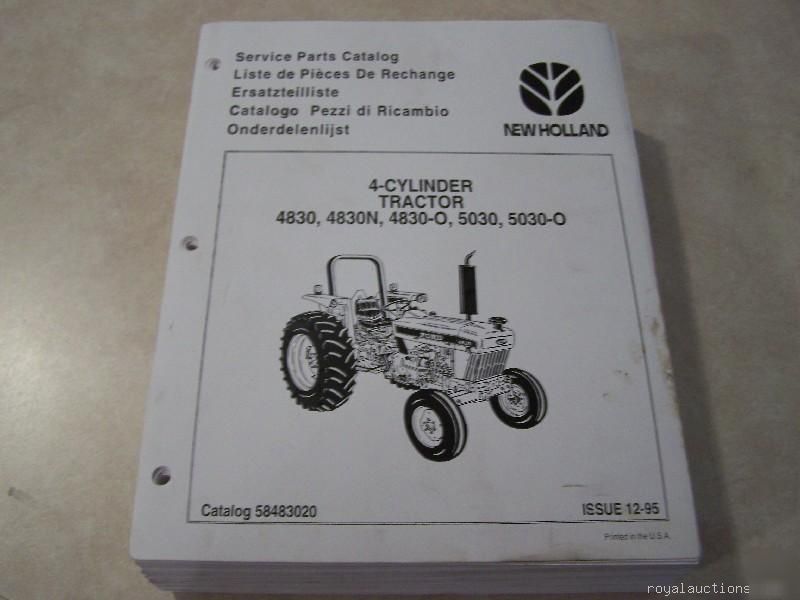 Service Parts Catalog
Liste de Pièces De Rechange
Ersatzteilliste
Catalogo Pezzi di Ricambio
Onderdelenlijst
NEW HOLLAND
4-CYLINDER
TRACTOR
4830, 4830N, 4830-O, 5030, 5030-O
Catalog 58483020
ISSUE 12-95
Printed in the U.S.A.
royalauctions